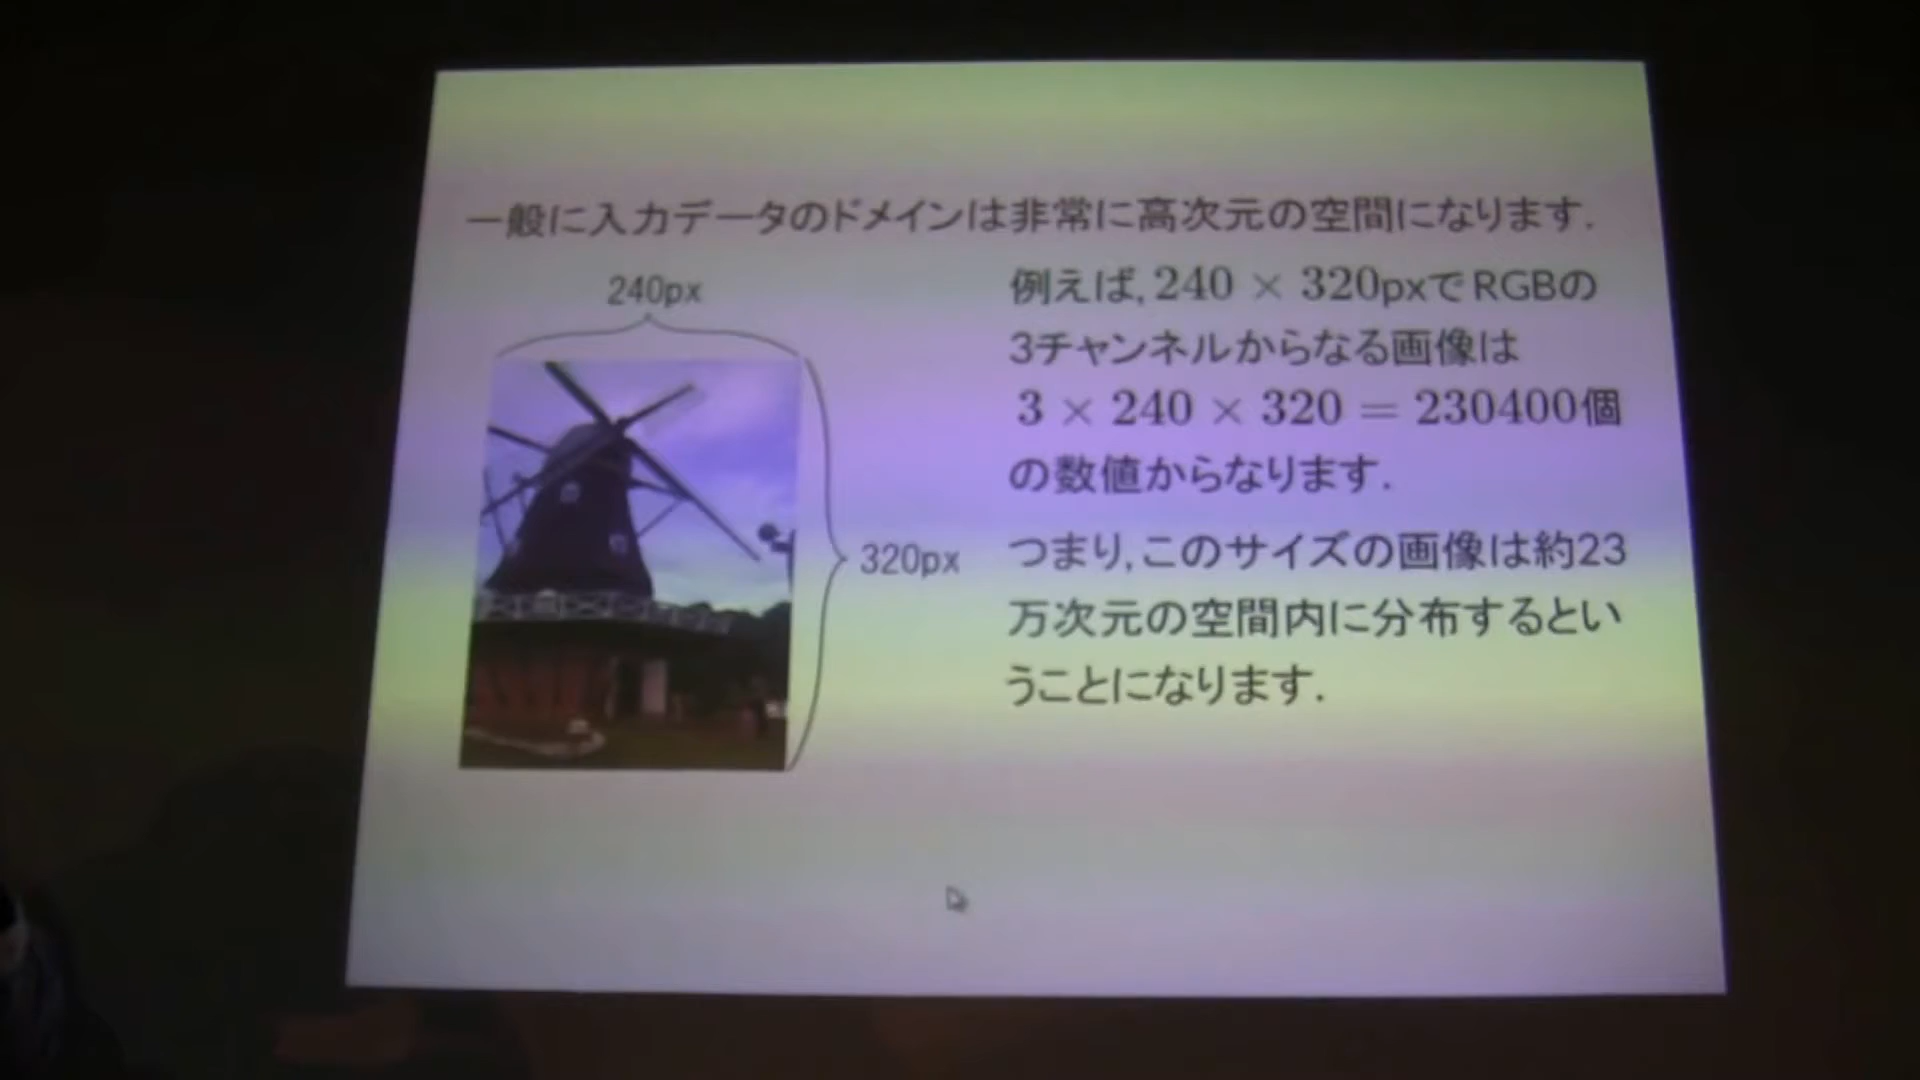 一般に入力データのドメインは非常に高次元の空間になります.
240px
320px
例えば, 240 × 320pxでRGBの
3チャンネルからなる画像は
3 × 240 × 320 = 230400個
の数値からなります.
つまり,このサイズの画像は約23
万次元の空間内に分布するとい
うことになります.